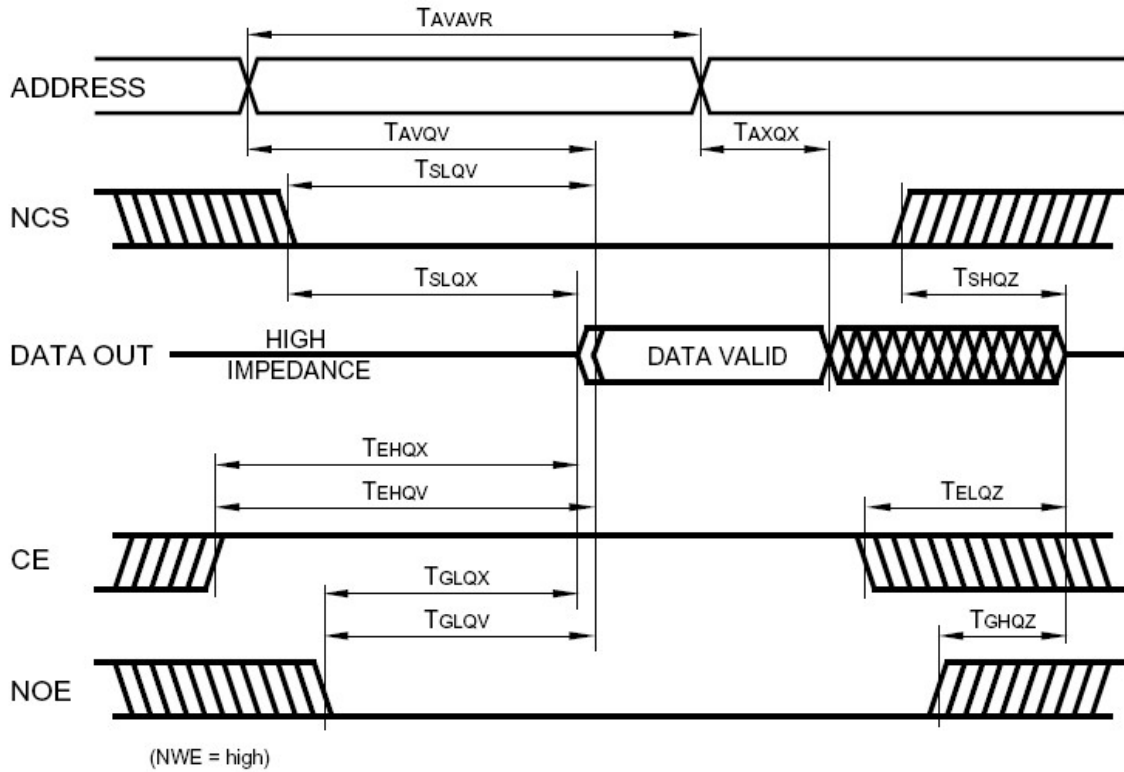 TAVAVR
ADDRESS
TAVQV
TAXQX
TSLQV
NCS
TSLQX
TSHQZ
DATA OUT
HIGH
IMPEDANCE
DATA VALID
TEHQX
TEHQV
TELQZ
CE
TGLQX
TGLQV
TGHQZ
NOE
(NWE = high)